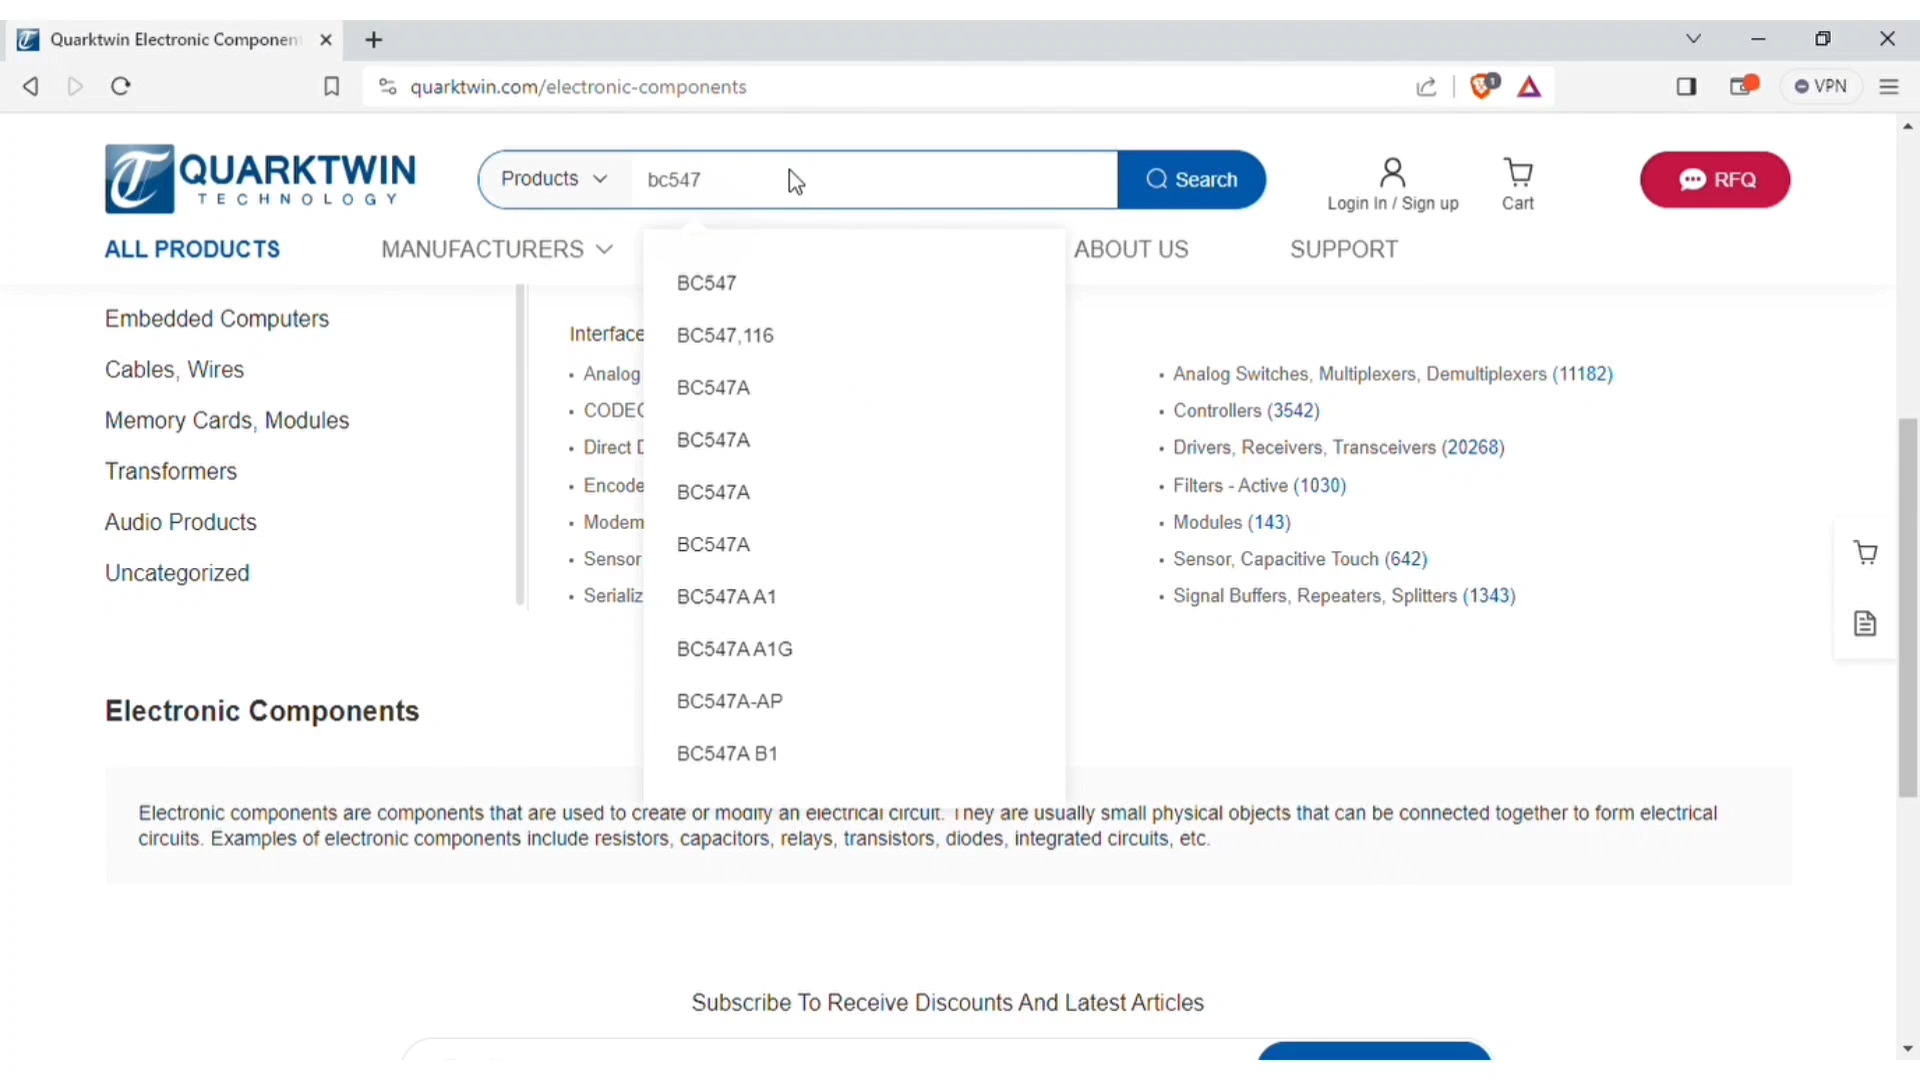 Quarktwin Electronic Component
quarktwin.com/electronic-components
1
VPN
QUARKTWIN
TECHNOLOGY
Products
bc547
Search
Login In / Sign up
Cart
RFQ
ALL PRODUCTS
MANUFACTURERS
ABOUT US
SUPPORT
BC547
BC547,116
BC547A
BC547A
BC547A
BC547A
BC547A A1
BC547A A1G
BC547A-AP
BC547A B1
Embedded Computers
Cables, Wires
Memory Cards, Modules
Transformers
Audio Products
Uncategorized
Interface
Analog
CODEC
Direct D
Encode
Modem
Sensor
Serializ
Analog Switches, Multiplexers, Demultiplexers (11182)
Controllers (3542)
Drivers, Receivers, Transceivers (20268)
Filters - Active (1030)
Modules (143)
Sensor, Capacitive Touch (642)
Signal Buffers, Repeaters, Splitters (1343)
Electronic Components
Electronic components are components that are used to create or modify an electrical circuit. They are usually small physical objects that can be connected together to form electrical
circuits. Examples of electronic components include resistors, capacitors, relays, transistors, diodes, integrated circuits, etc.
Subscribe To Receive Discounts And Latest Articles